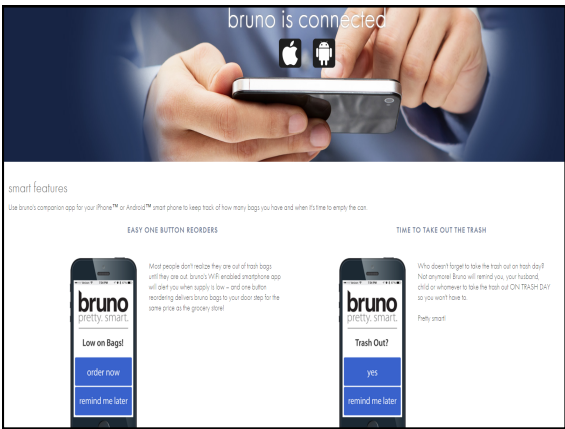 bruno is connected
smart features
Use bruno's companion app for your iPhone™ or Android™ smart phone to keep track of how many bags you have and when it's time to empty the can.
EASY ONE BUTTON REORDERS
Most people don't realize they are out of trash bags
until they are out. bruno's WiFi enabled smartphone app
will alert you when supply is low – and one button
reordering delivers bruno bags to your door step for the
same price as the grocery store!
bruno
pretty. smart.
Low on Bags!
order now
remind me later
TIME TO TAKE OUT THE TRASH
Who doesn't forget to take the trash out on trash day?
Not anymore! Bruno will remind you, your husband,
child or whomever to take the trash out ON TRASH DAY
so you won't have to.
Pretty smart!
bruno
pretty. smart.
Trash Out?
yes
remind me later